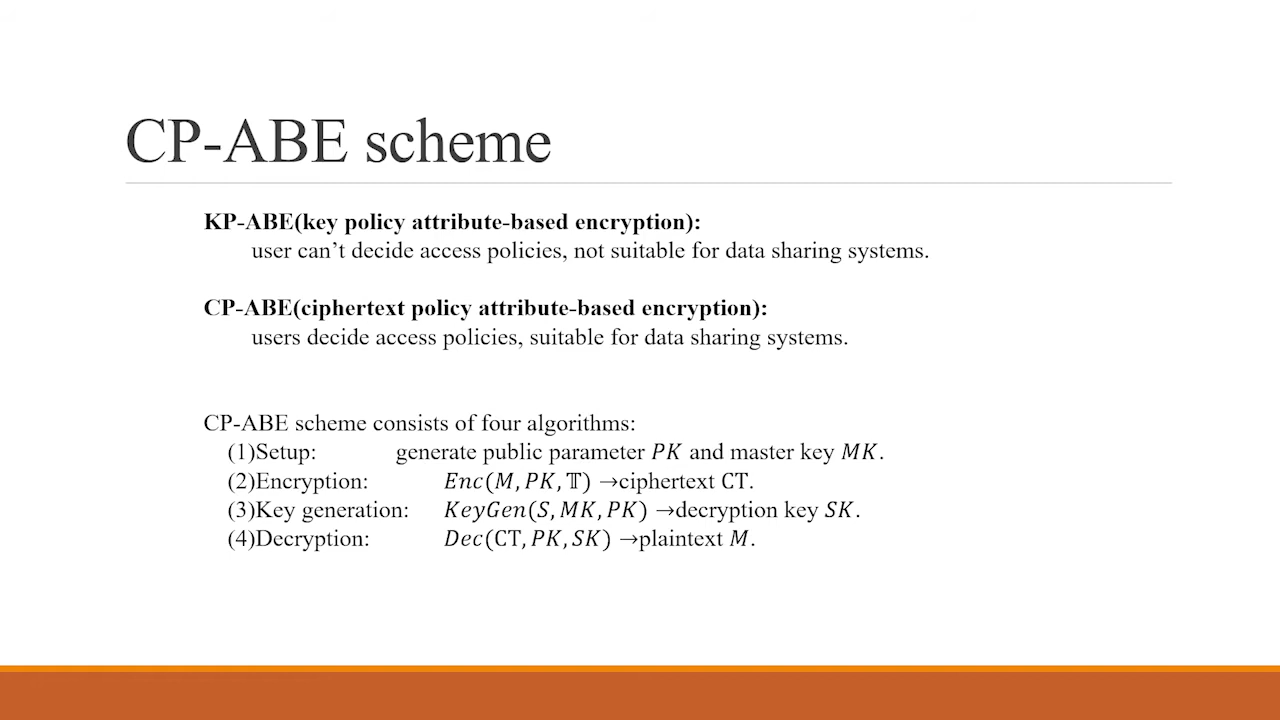 CP-ABE scheme
KP-ABE(key policy attribute-based encryption):
user can’t decide access policies, not suitable for data sharing systems.
CP-ABE(ciphertext policy attribute-based encryption):
users decide access policies, suitable for data sharing systems.
CP-ABE scheme consists of four algorithms:
(1)Setup: generate public parameter 𝑃𝐾 and master key 𝑀𝐾.
(2)Encryption: 𝐸𝑛𝑐(𝑀, 𝑃𝐾, 𝕋) →ciphertext CT.
(3)Key generation: 𝐾𝑒𝑦𝐺𝑒𝑛(𝑆, 𝑀𝐾, 𝑃𝐾) →decryption key 𝑆𝐾.
(4)Decryption: 𝐷𝑒𝑐(CT, 𝑃𝐾, 𝑆𝐾) →plaintext 𝑀.